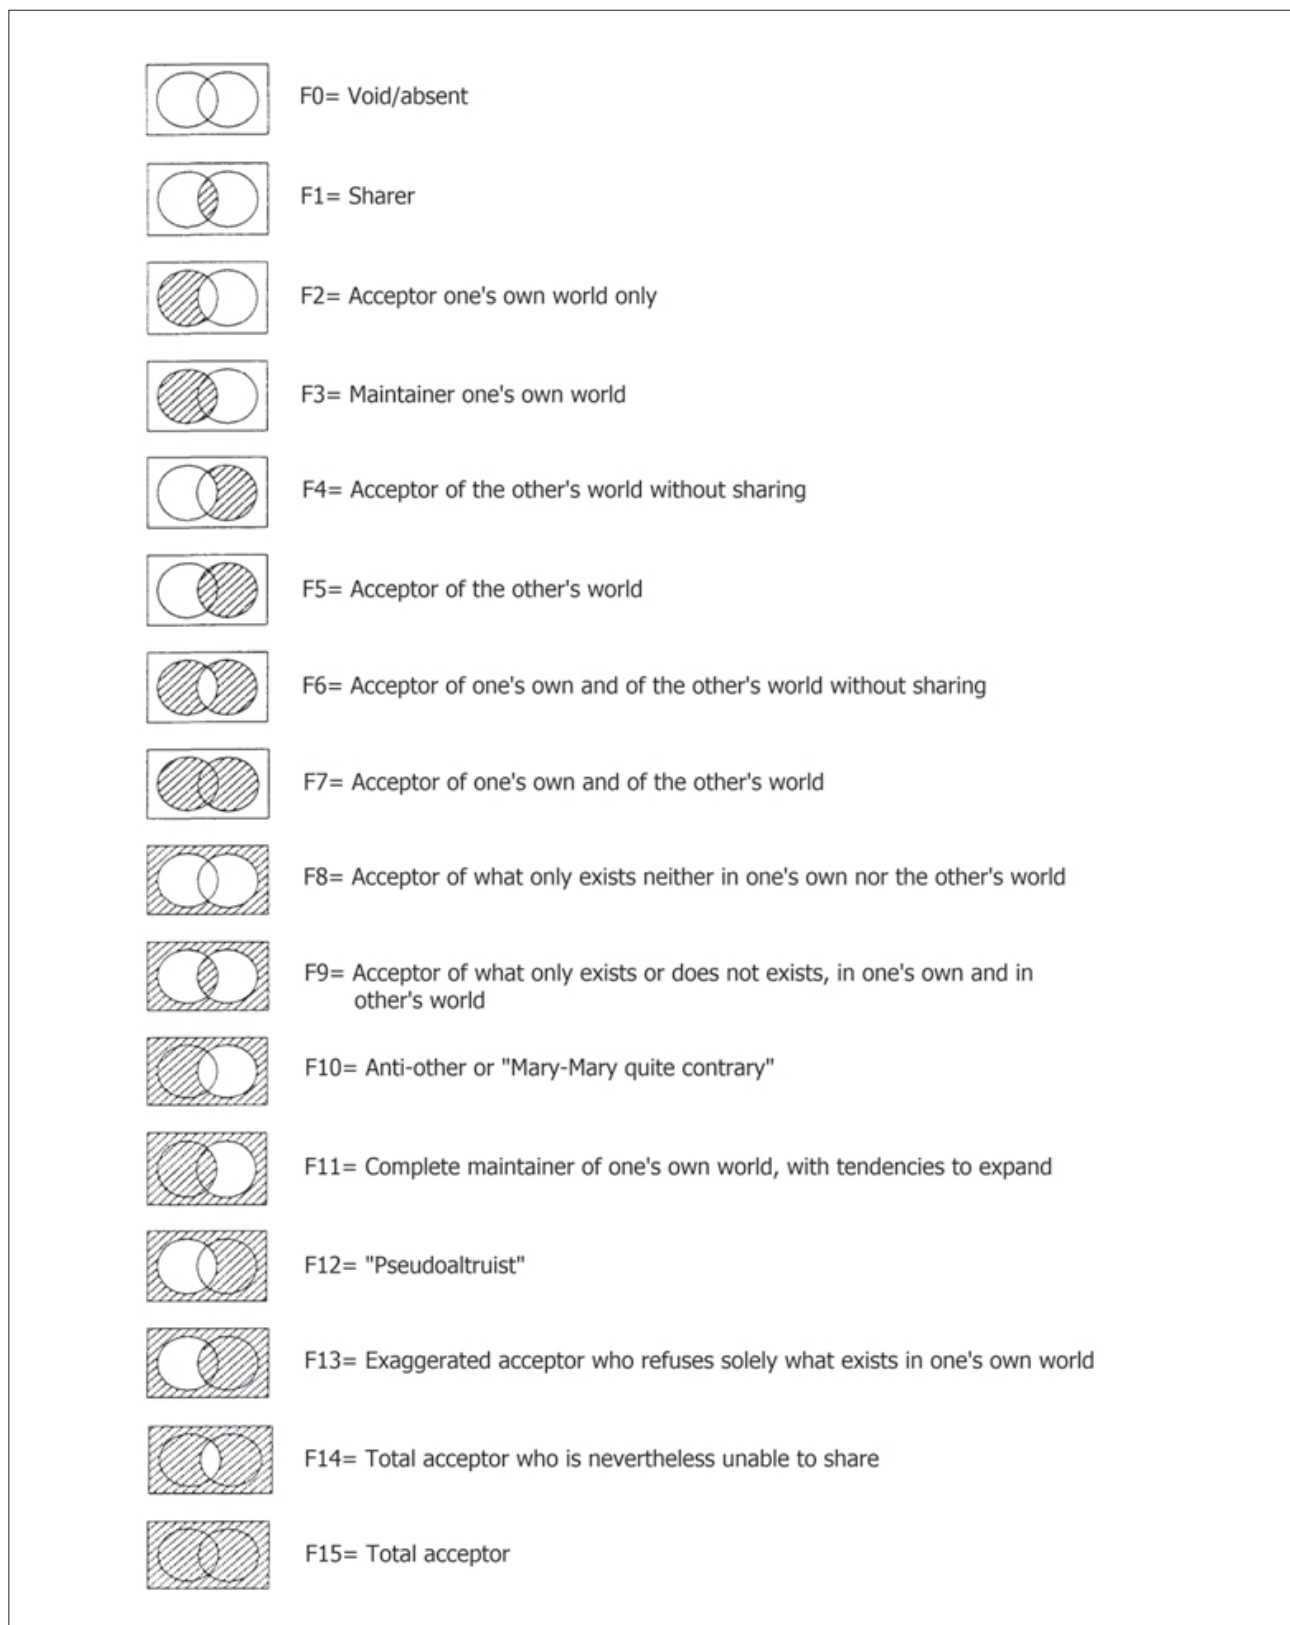 F0= Void/absent
F1= Sharer
F2= Acceptor one's own world only
F3= Maintainer one's own world
F4= Acceptor of the other's world without sharing
F5= Acceptor of the other's world
F6= Acceptor of one's own and of the other's world without sharing
F7= Acceptor of one's own and of the other's world
F8= Acceptor of what only exists neither in one's own nor the other's world
F9= Acceptor of what only exists or does not exists, in one's own and in
other's world
F10= Anti-other or "Mary-Mary quite contrary"
F11= Complete maintainer of one's own world, with tendencies to expand
F12= "Pseudoaltruist"
F13= Exaggerated acceptor who refuses solely what exists in one's own world
F14= Total acceptor who is nevertheless unable to share
F15= Total acceptor